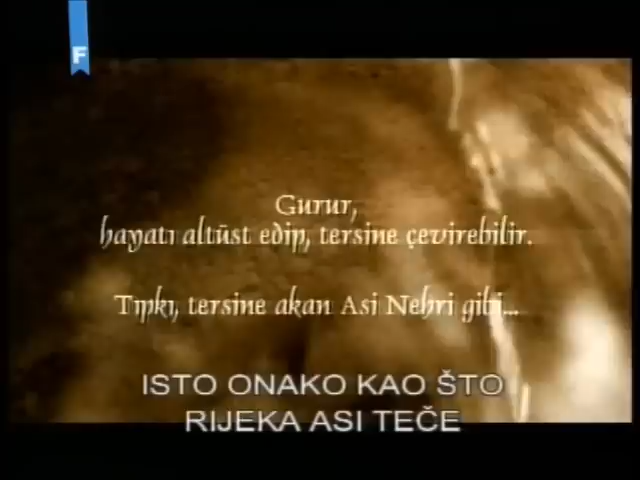 F
Gurur,
hayatı altüst edip, tersine çevirebilir.
Tıpkı, tersine akan Asi Nehri gibi...
ISTO ONAKO KAO ŠTO
RIJEKA ASI TEČE